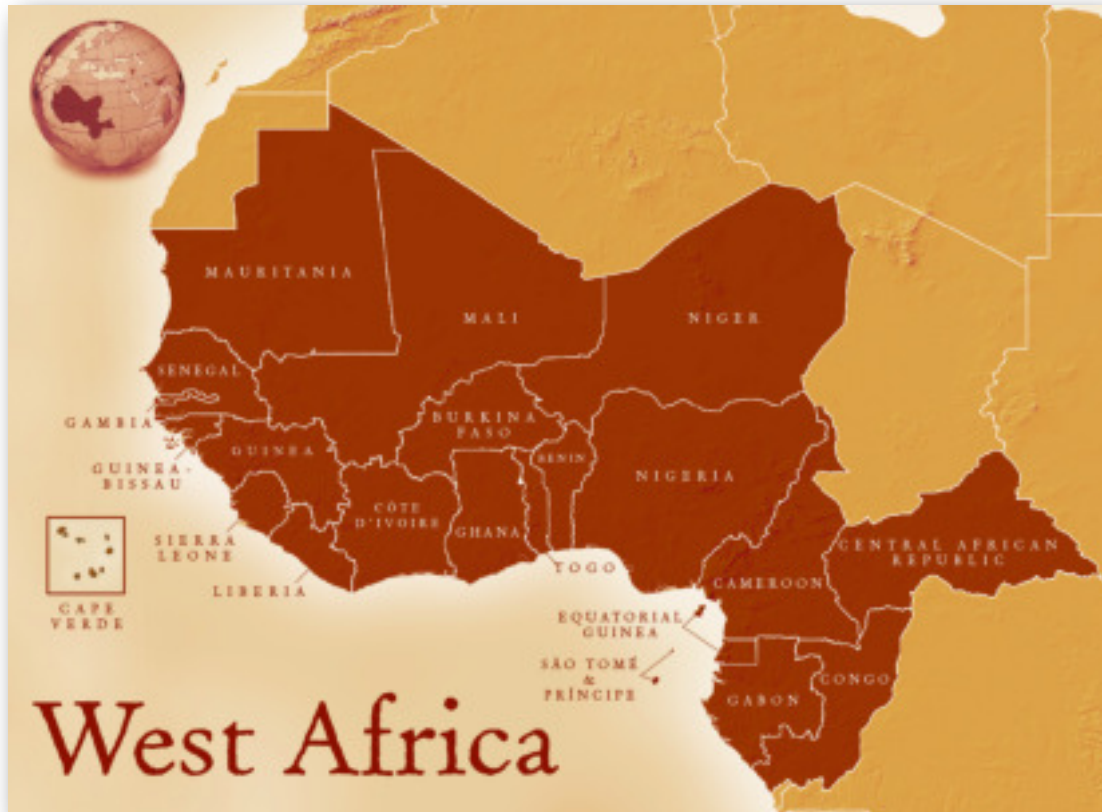 MAURITANIA
MALI
NIGER
SENEGAL
GAMBIA
GUINEA-
BISSAU
GUINEA
BURKINA
FASO
BENIN
NIGERIA
CÔTE
D'IVOIRE
GHANA
SIERRA
LEONE
LIBERIA
TOGO
CAPE
VERDE
CENTRAL AFRICAN
REPUBLIC
CAMEROON
EQUATORIAL
GUINEA
SÃO TOMÉ
&
PRÍNCIPE
GABON
CONGO
West Africa